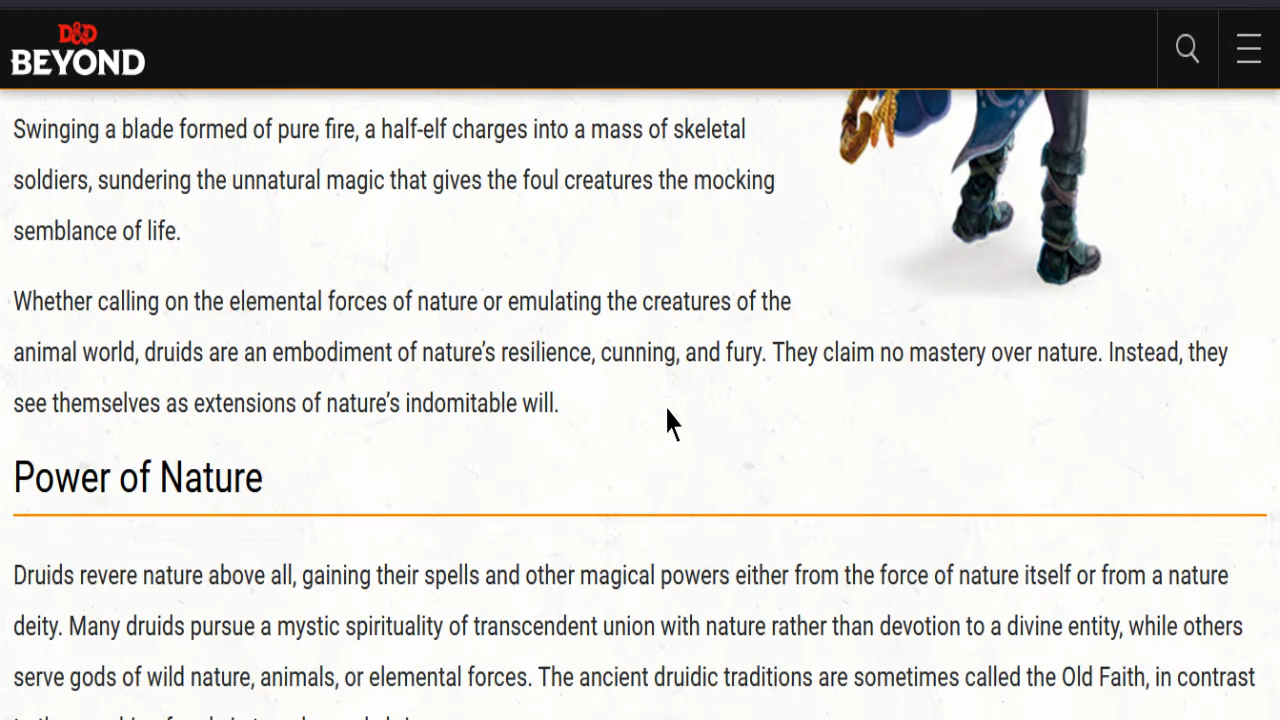 D&D
BEYOND
Swinging a blade formed of pure fire, a half-elf charges into a mass of skeletal
soldiers, sundering the unnatural magic that gives the foul creatures the mocking
semblance of life.
Whether calling on the elemental forces of nature or emulating the creatures of the
animal world, druids are an embodiment of nature’s resilience, cunning, and fury. They claim no mastery over nature. Instead, they
see themselves as extensions of nature’s indomitable will.
Power of Nature
Druids revere nature above all, gaining their spells and other magical powers either from the force of nature itself or from a nature
deity. Many druids pursue a mystic spirituality of transcendent union with nature rather than devotion to a divine entity, while others
serve gods of wild nature, animals, or elemental forces. The ancient druidic traditions are sometimes called the Old Faith, in contrast